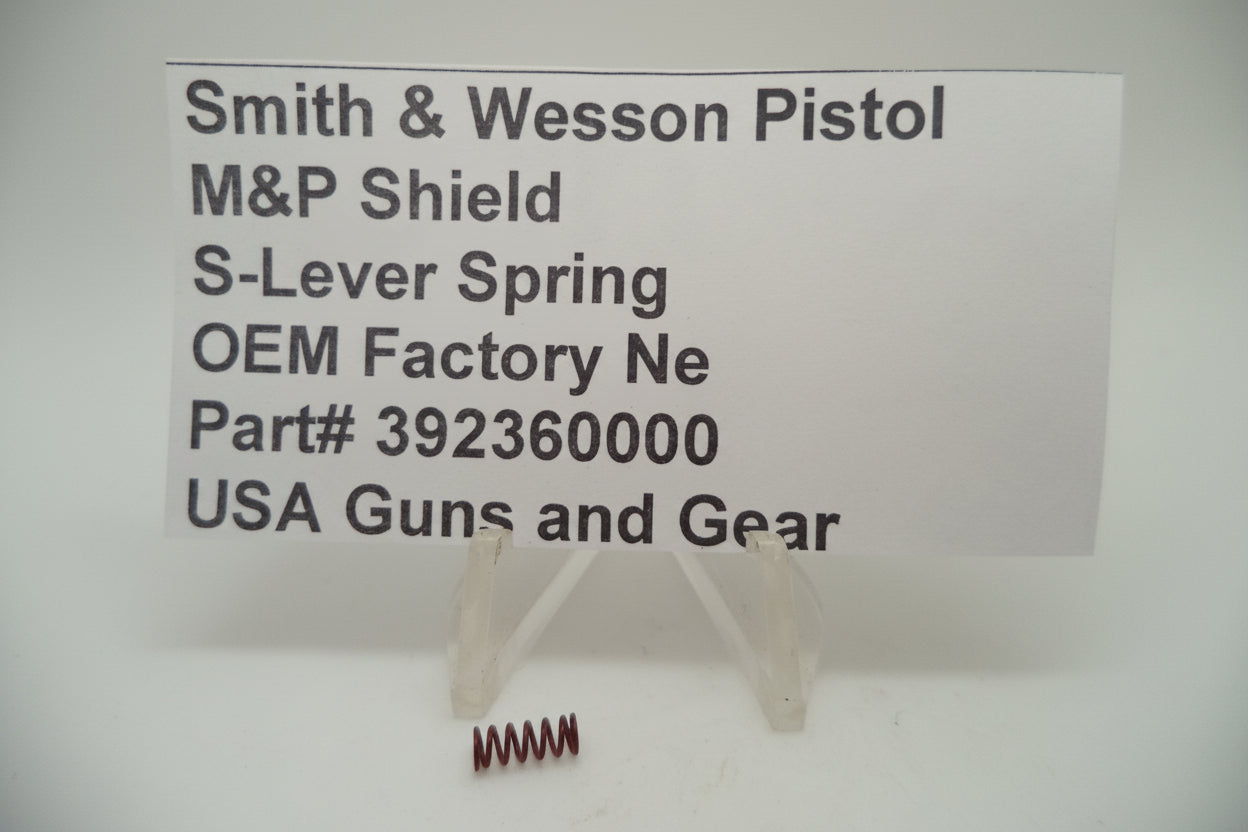 Smith & Wesson Pistol
M&P Shield
S-Lever Spring
OEM Factory Ne
Part# 392360000
USA Guns and Gear